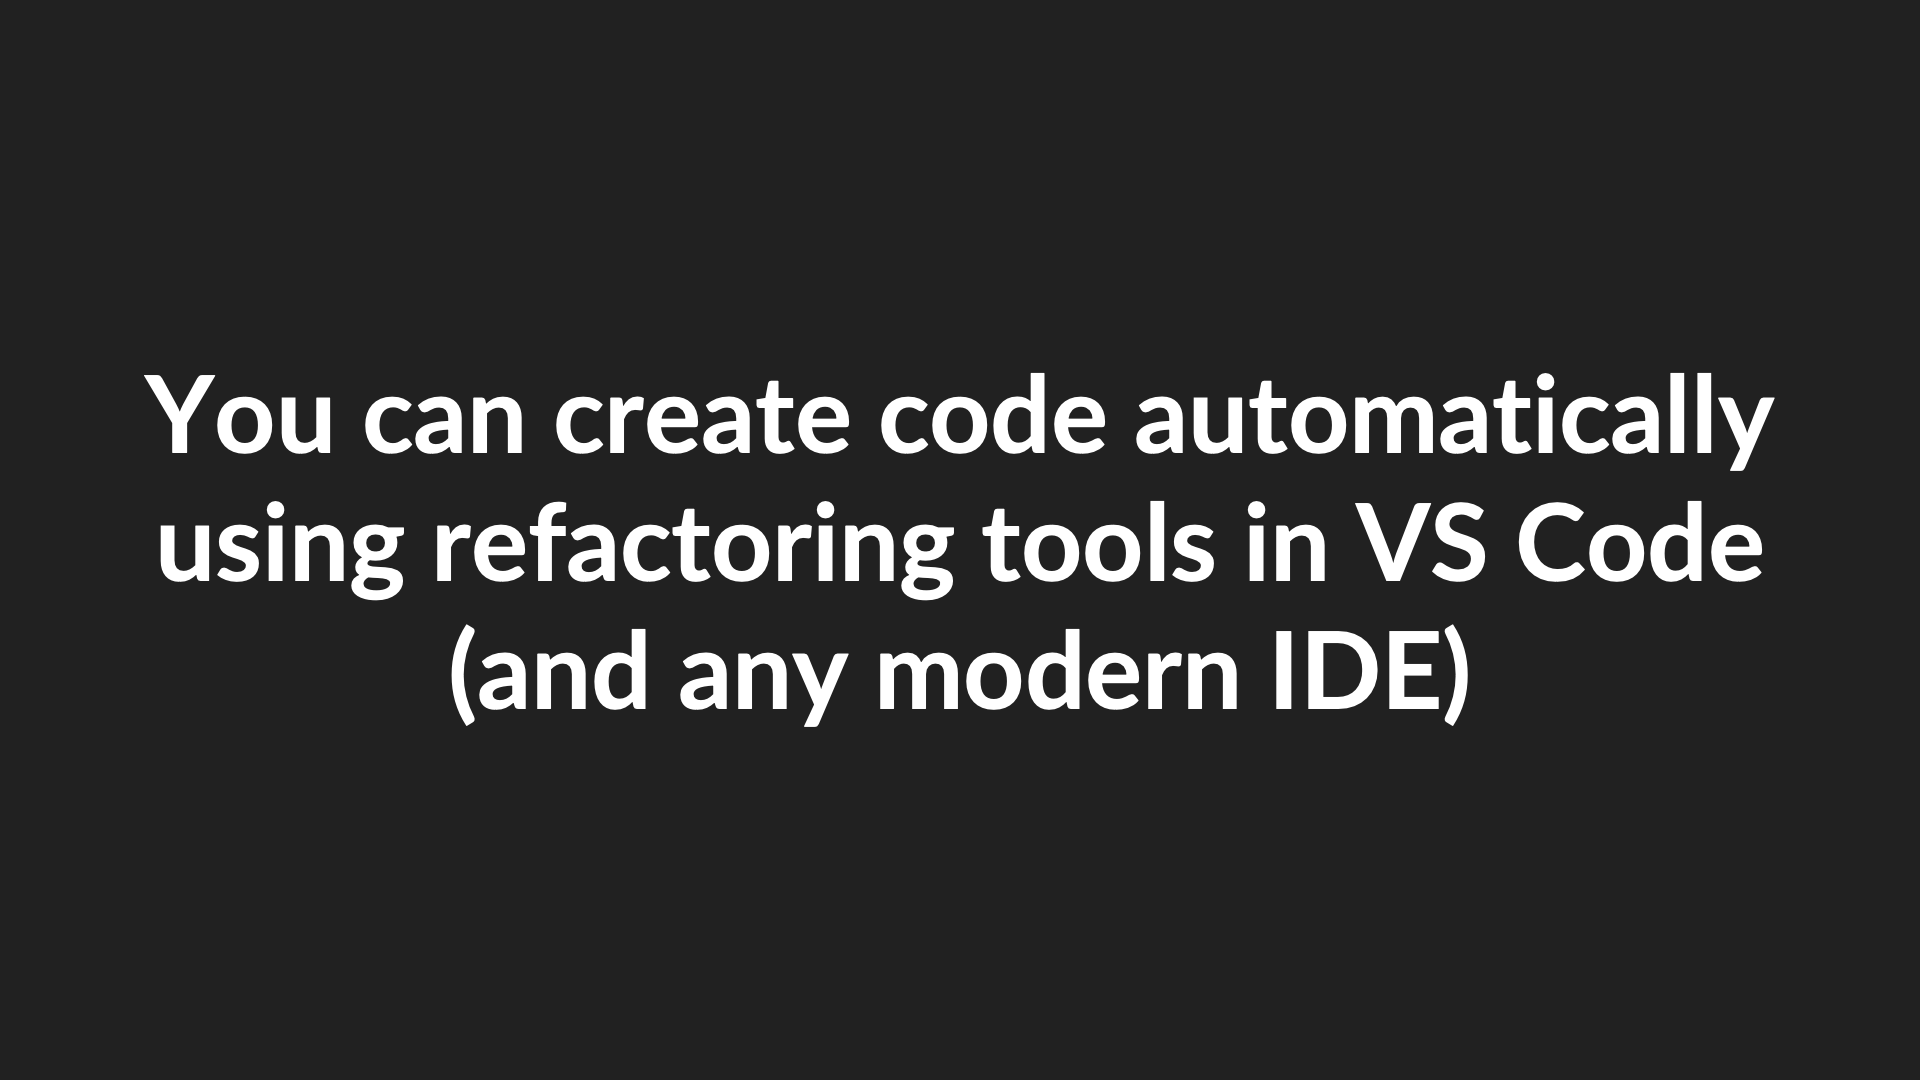 You can create code automatically
using refactoring tools in VS Code
(and any modern IDE)